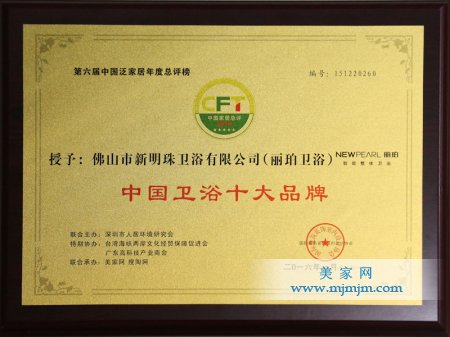 第六届中国泛家居年度总评榜
编号：151220260
CFT
中国家居总评
授予：佛山市新明珠卫浴有限公司（丽珀卫浴）
NEWPEARL 丽珀
中国卫浴十大品牌
联合主办：深圳市人居环境研究会
特别协办：台湾海峡两岸文化经贸保障促进会
广东高科技产业商会
联合承办：美家网 搜陶网
二〇一六年
美家网
www.mjmjm.com